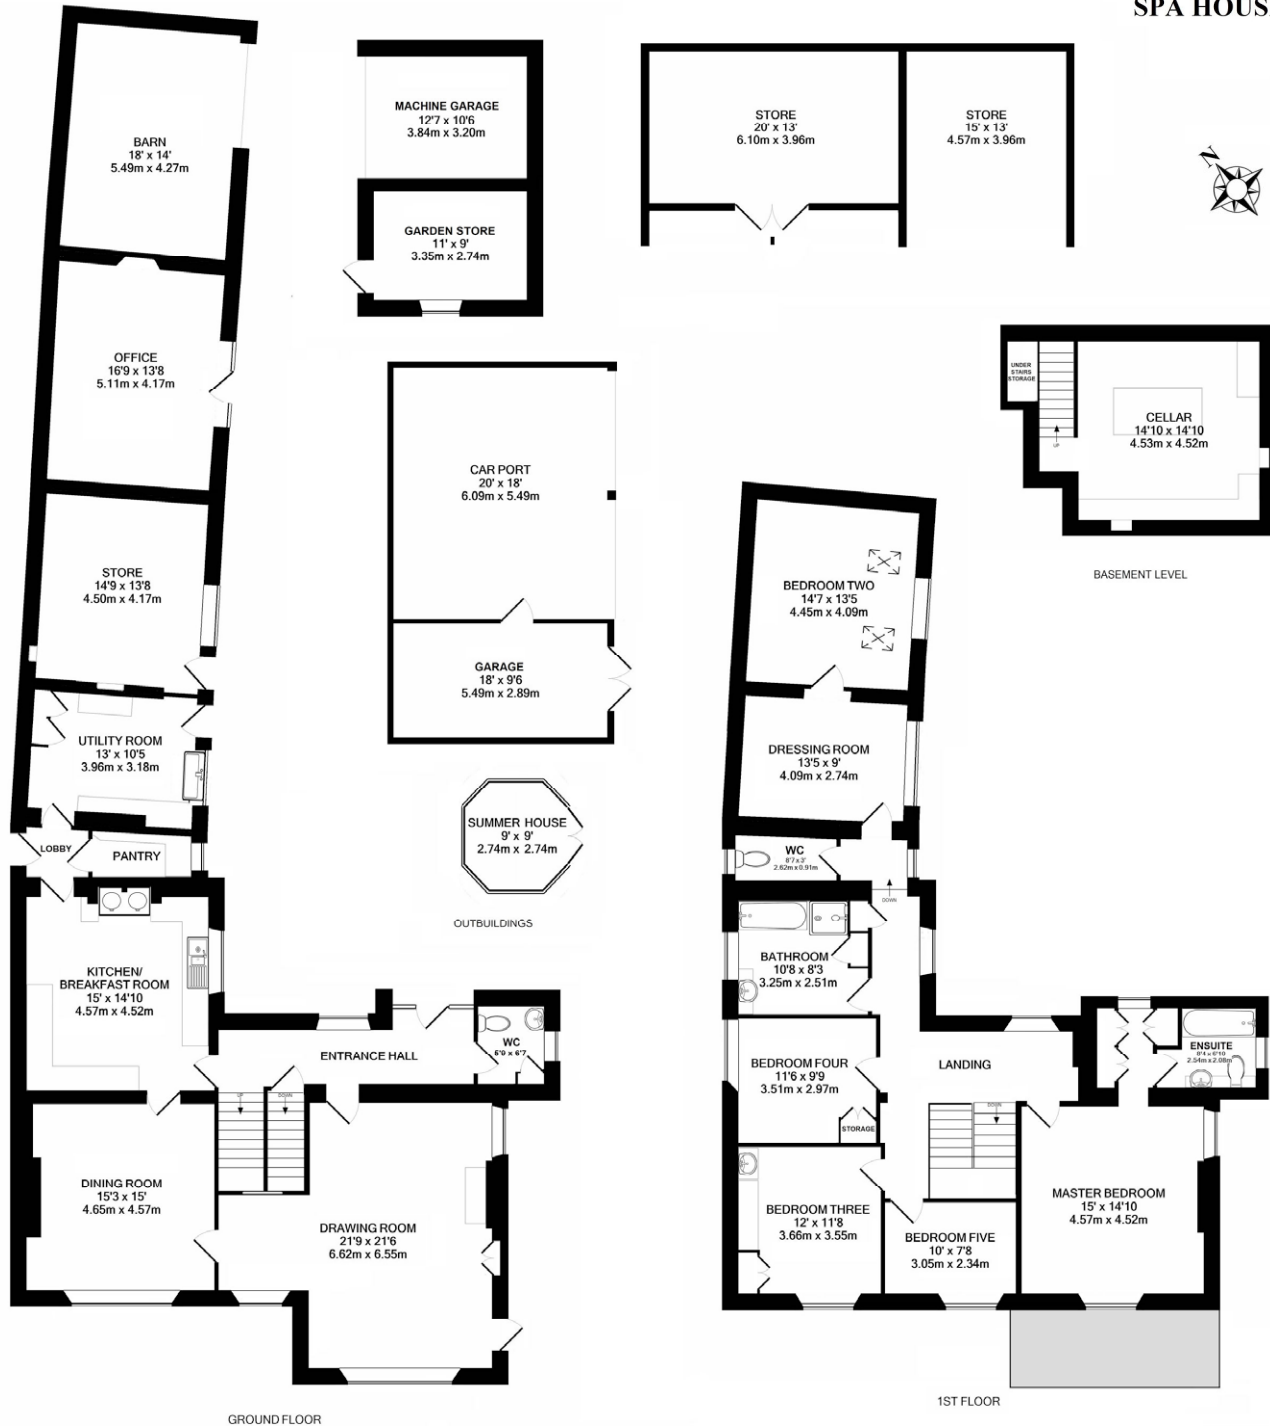 SPA HOUS
BARN
18' x 14'
5.49m x 4.27m
MACHINE GARAGE
12'7 x 10'6
3.84m x 3.20m
GARDEN STORE
11' x 9'
3.35m x 2.74m
STORE
20' x 13'
6.10m x 3.96m
STORE
15' x 13'
4.57m x 3.96m
N
OFFICE
16'9 x 13'8
5.11m x 4.17m
STORE
14'9 x 13'8
4.50m x 4.17m
UTILITY ROOM
13' x 10'5
3.96m x 3.18m
LOBBY
PANTRY
KITCHEN/
BREAKFAST ROOM
15' x 14'10
4.57m x 4.52m
ENTRANCE HALL
WC
5'9 x 6'7
UP
DOWN
DINING ROOM
15'3 x 15'
4.65m x 4.57m
DRAWING ROOM
21'9 x 21'6
6.62m x 6.55m
GROUND FLOOR
CAR PORT
20' x 18'
6.09m x 5.49m
GARAGE
18' x 9'6
5.49m x 2.89m
SUMMER HOUSE
9' x 9'
2.74m x 2.74m
OUTBUILDINGS
UNDER
STAIRS
STORAGE
UP
CELLAR
14'10 x 14'10
4.53m x 4.52m
BASEMENT LEVEL
BEDROOM TWO
14'7 x 13'5
4.45m x 4.09m
DRESSING ROOM
13'5 x 9'
4.09m x 2.74m
WC
8'7 x 3'
2.62m x 0.91m
DOWN
BATHROOM
10'8 x 8'3
3.25m x 2.51m
BEDROOM FOUR
11'6 x 9'9
3.51m x 2.97m
STORAGE
LANDING
DOWN
ENSUITE
8'4 x 6'10
2.54m x 2.08m
BEDROOM THREE
12' x 11'8
3.66m x 3.55m
BEDROOM FIVE
10' x 7'8
3.05m x 2.34m
MASTER BEDROOM
15' x 14'10
4.57m x 4.52m
1ST FLOOR